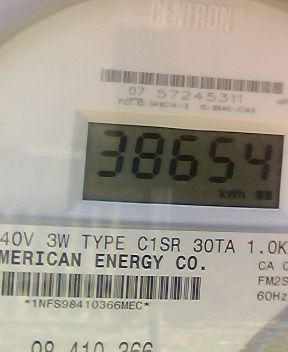 CENTRON®
07 57245311
38654
kWh
40V 3W TYPE C1SR 30TA 1.0K
MERICAN ENERGY CO.
CA 0
FM2S
60Hz
*1NFS98410366MEC*
98 410 366